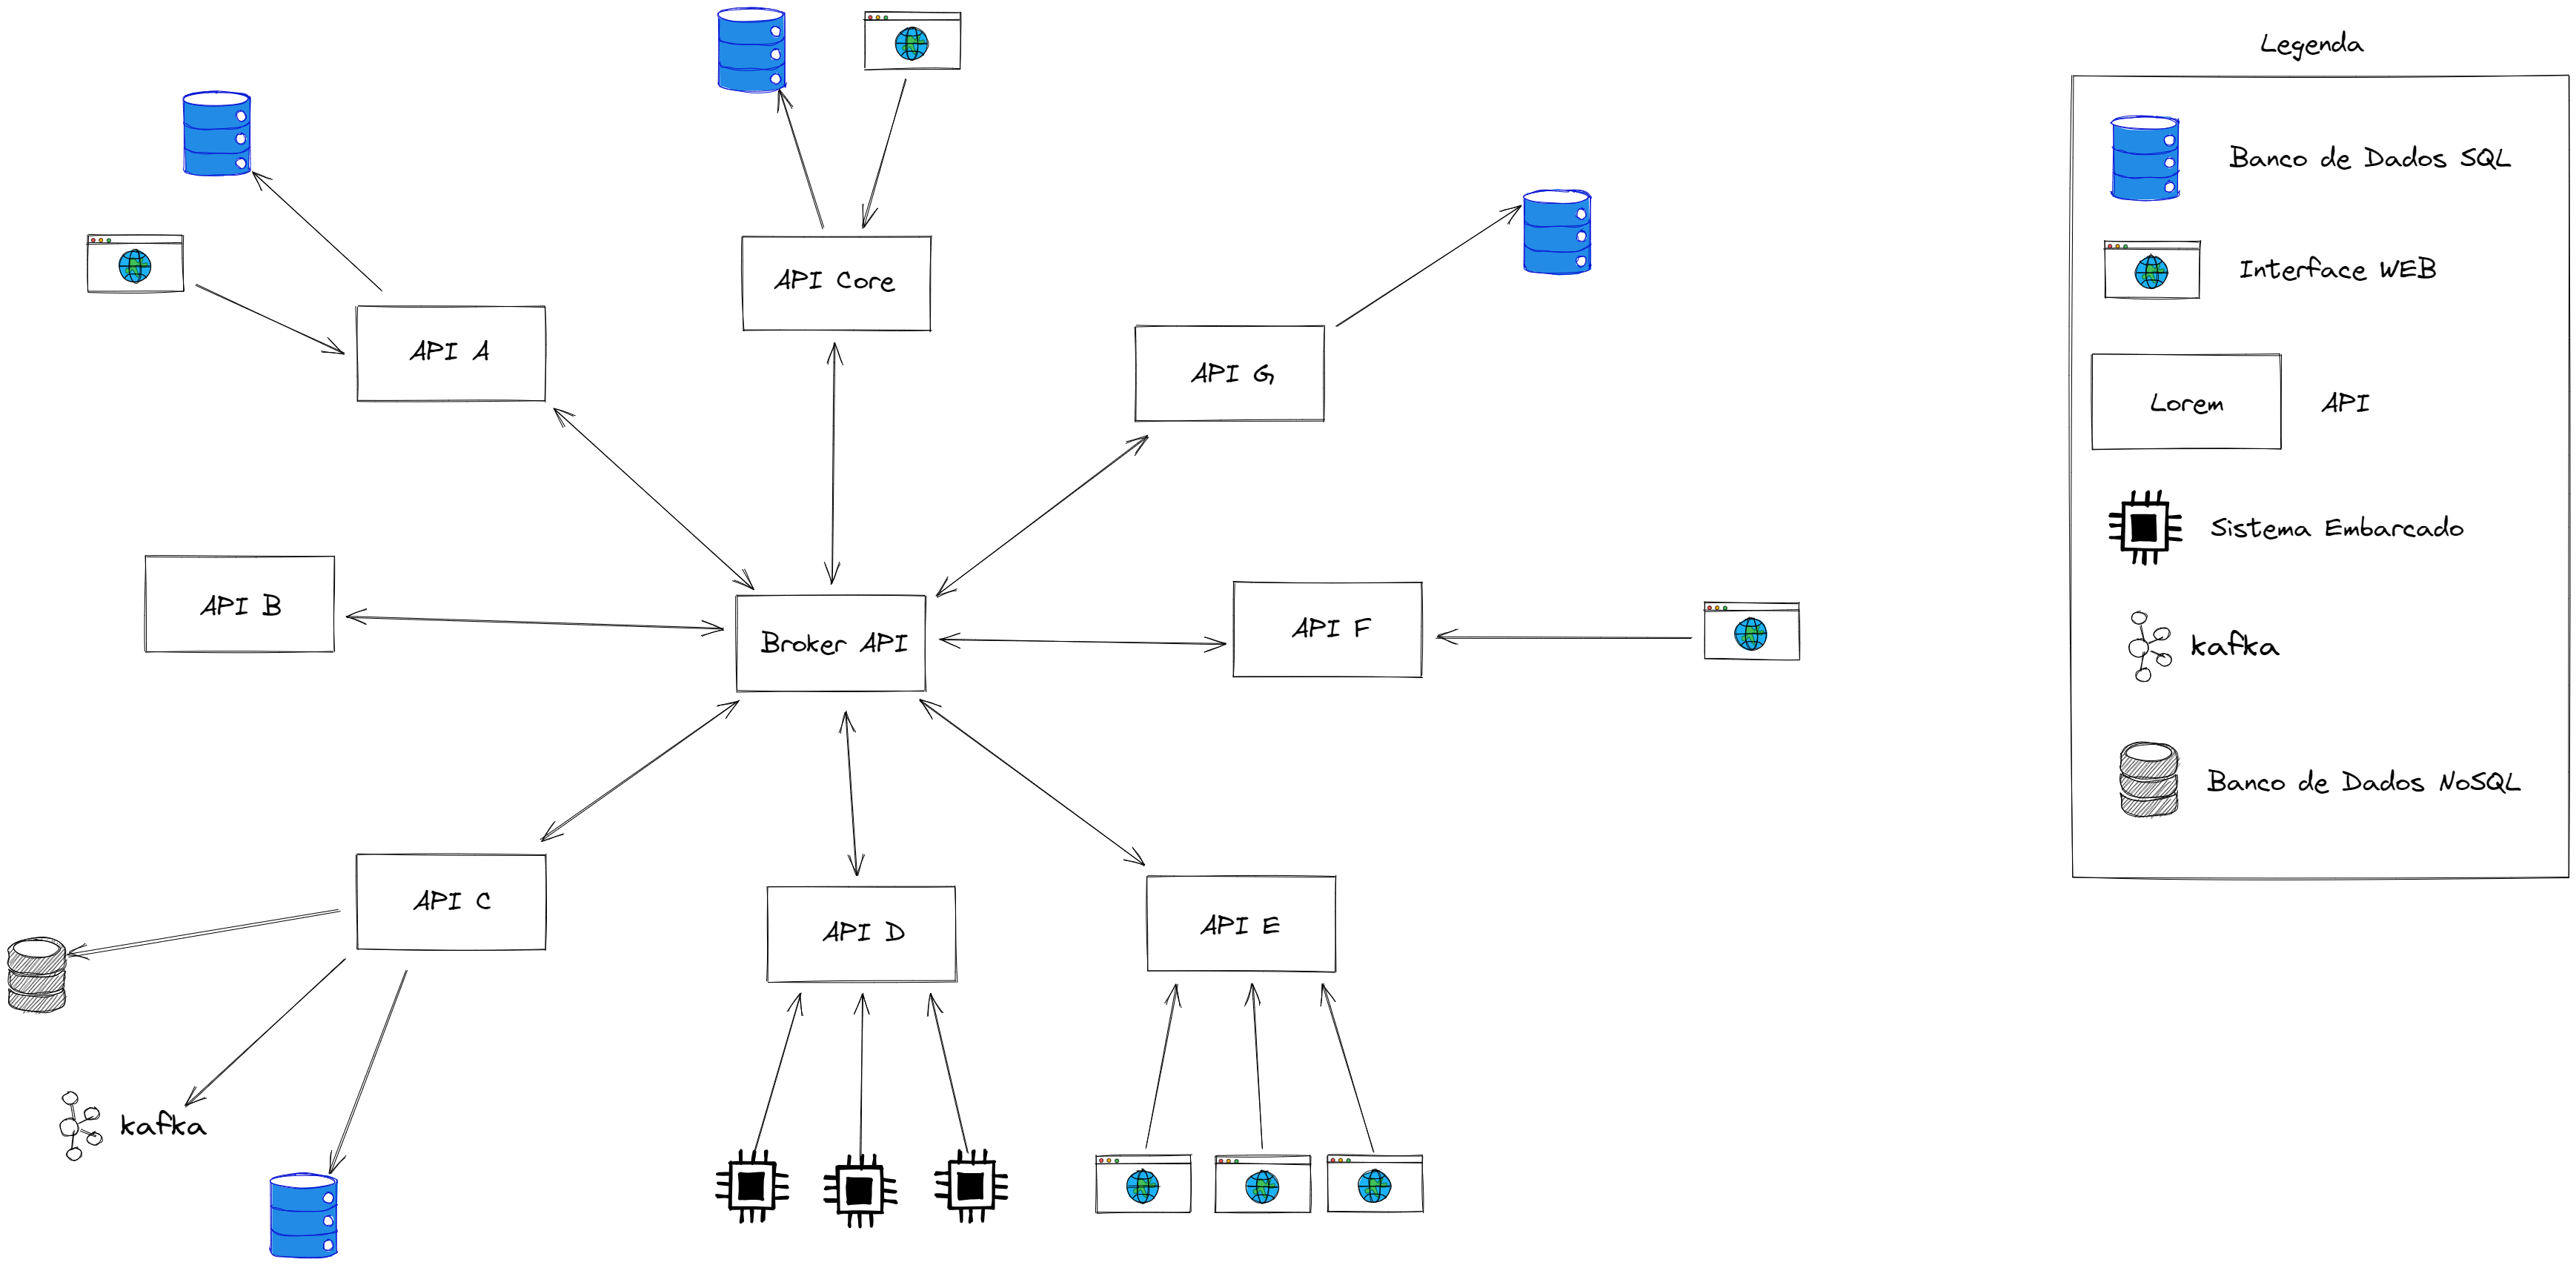 Legenda
Banco de Dados SQL
Interface WEB
Lorem
API
Sistema Embarcado
kafka
Banco de Dados NoSQL
API Core
API A
API G
API B
Broker API
API F
API C
API D
API E
kafka